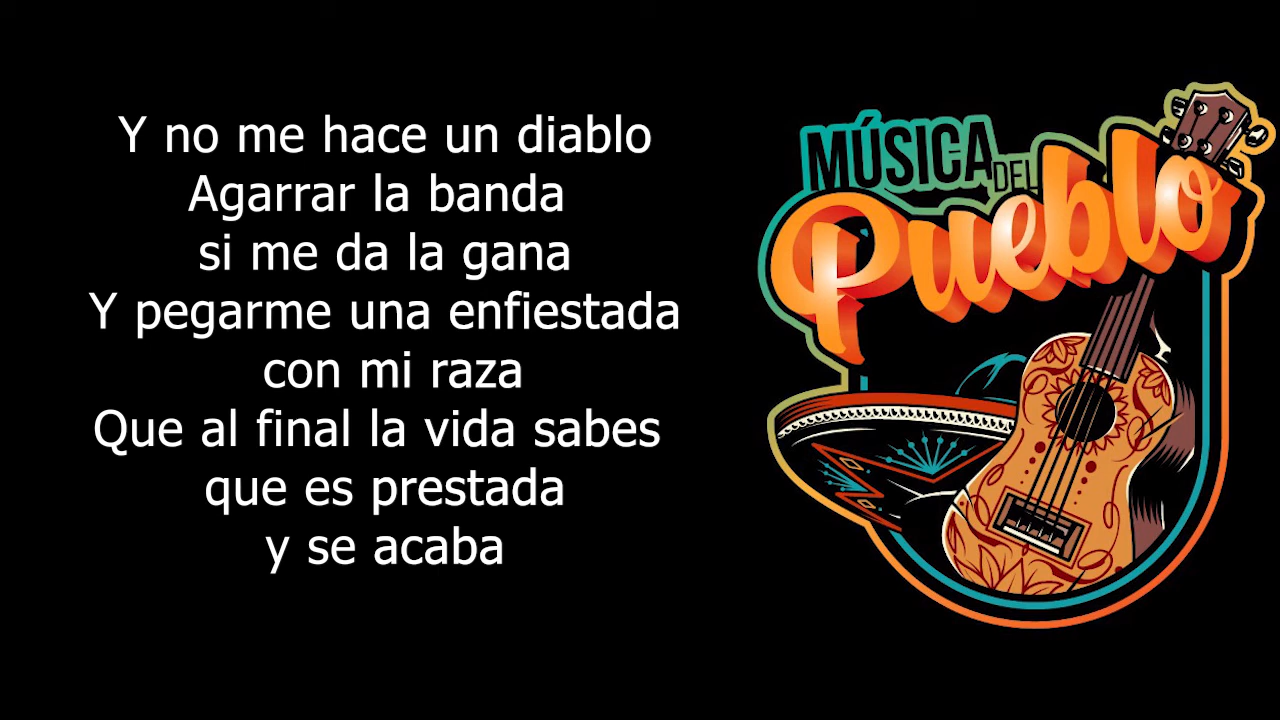 Y no me hace un diablo
Agarrar la banda
si me da la gana
Y pegarme una enfiestada
con mi raza
Que al final la vida sabes
que es prestada
y se acaba
MÚSICA DEL
Pueblo